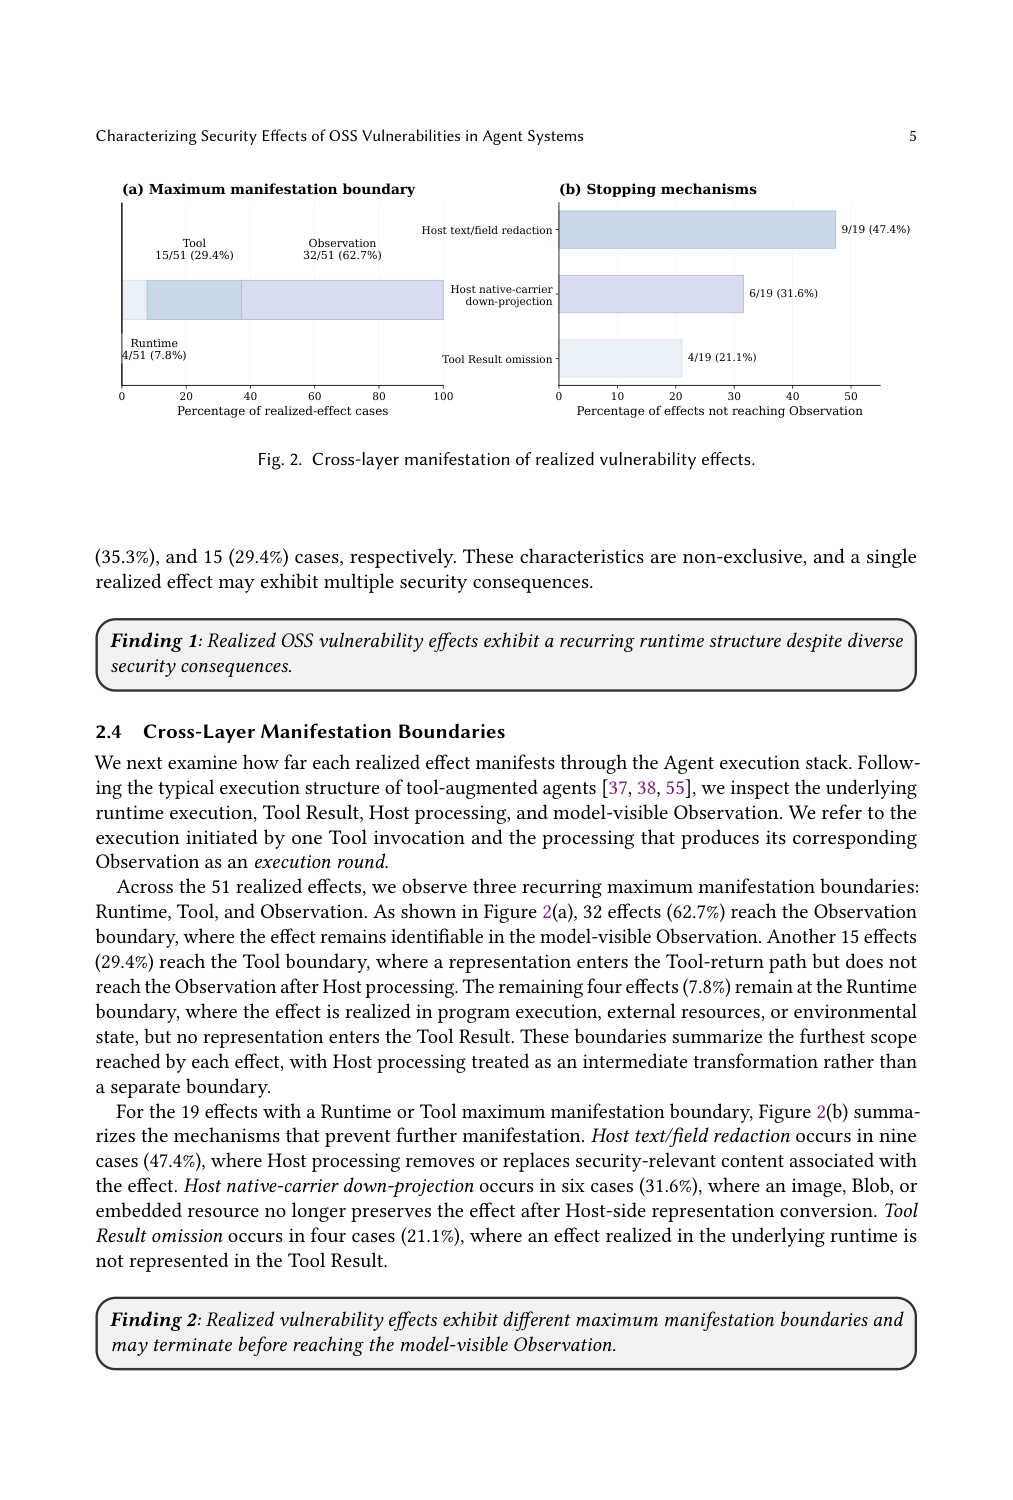 Characterizing Security Effects of OSS Vulnerabilities in Agent Systems 5
(a) Maximum manifestation boundary
Tool
15/51 (29.4%)
Observation
32/51 (62.7%)
Runtime
4/51 (7.8%)
0 20 40 60 80 100
Percentage of realized-effect cases
(b) Stopping mechanisms
Host text/field redaction
9/19 (47.4%)
Host native-carrier
down-projection
6/19 (31.6%)
Tool Result omission
4/19 (21.1%)
0 10 20 30 40 50
Percentage of effects not reaching Observation
Fig. 2. Cross-layer manifestation of realized vulnerability effects.
(35.3%), and 15 (29.4%) cases, respectively. These characteristics are non-exclusive, and a single
realized effect may exhibit multiple security consequences.
Finding 1: Realized OSS vulnerability effects exhibit a recurring runtime structure despite diverse
security consequences.
2.4 Cross-Layer Manifestation Boundaries
We next examine how far each realized effect manifests through the Agent execution stack. Follow-
ing the typical execution structure of tool-augmented agents [37, 38, 55], we inspect the underlying
runtime execution, Tool Result, Host processing, and model-visible Observation. We refer to the
execution initiated by one Tool invocation and the processing that produces its corresponding
Observation as an execution round.
Across the 51 realized effects, we observe three recurring maximum manifestation boundaries:
Runtime, Tool, and Observation. As shown in Figure 2(a), 32 effects (62.7%) reach the Observation
boundary, where the effect remains identifiable in the model-visible Observation. Another 15 effects
(29.4%) reach the Tool boundary, where a representation enters the Tool-return path but does not
reach the Observation after Host processing. The remaining four effects (7.8%) remain at the Runtime
boundary, where the effect is realized in program execution, external resources, or environmental
state, but no representation enters the Tool Result. These boundaries summarize the furthest scope
reached by each effect, with Host processing treated as an intermediate transformation rather than
a separate boundary.
For the 19 effects with a Runtime or Tool maximum manifestation boundary, Figure 2(b) summa-
rizes the mechanisms that prevent further manifestation. Host text/field redaction occurs in nine
cases (47.4%), where Host processing removes or replaces security-relevant content associated with
the effect. Host native-carrier down-projection occurs in six cases (31.6%), where an image, Blob, or
embedded resource no longer preserves the effect after Host-side representation conversion. Tool
Result omission occurs in four cases (21.1%), where an effect realized in the underlying runtime is
not represented in the Tool Result.
Finding 2: Realized vulnerability effects exhibit different maximum manifestation boundaries and
may terminate before reaching the model-visible Observation.